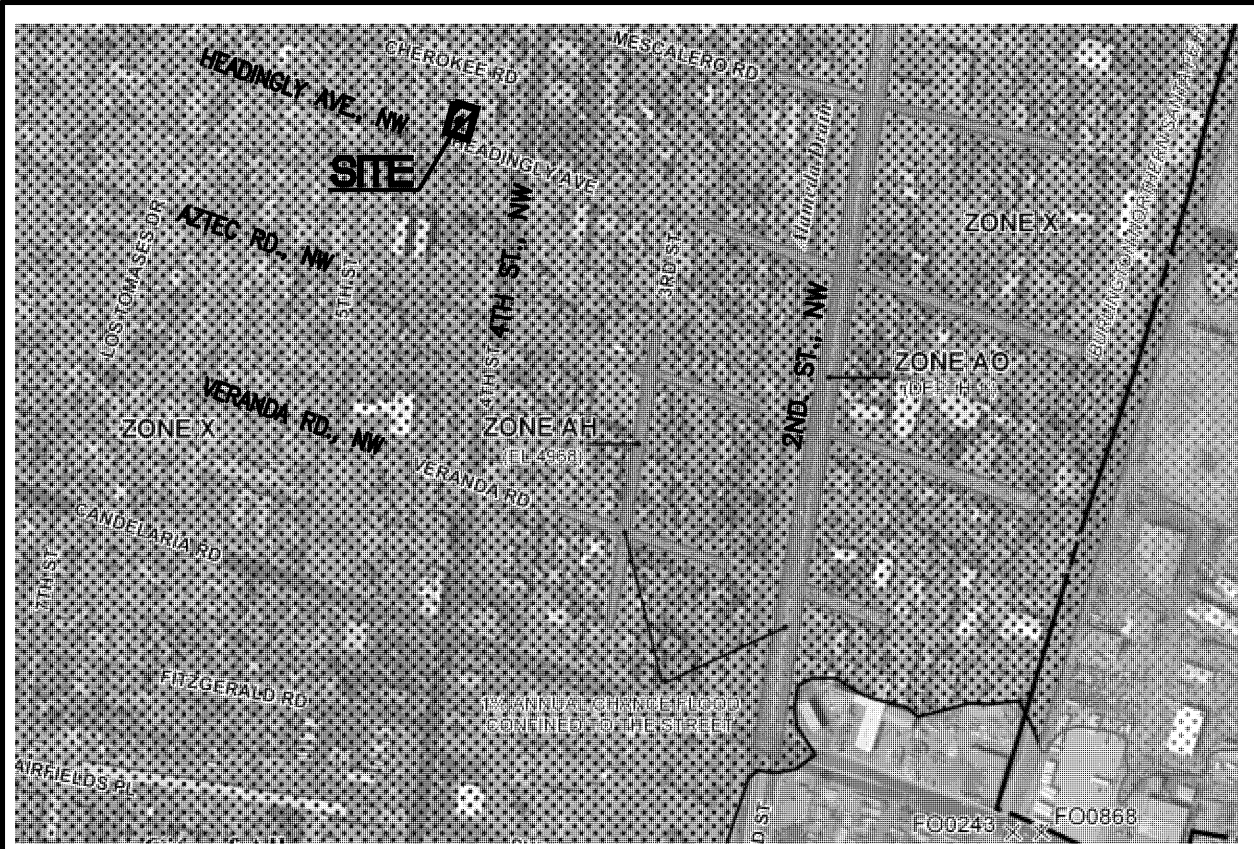 MESCALERO RD
CHEROKEE RD
HEADINGLY AVE., NW
SITE
HEADINGLY AVE
Alameda Drain
ZONE X
AZTEC RD., NW
LOS TOMASES DR
5TH ST
4TH ST., NW
3RD ST
2ND. ST., NW
ZONE AO
(DEPTH 1)
4TH ST
VERANDA RD., NW
ZONE X
ZONE AH
(EL 4968)
VERANDA RD
CANDELARIA RD
7TH ST
FITZGERALD RD
1% ANNUAL CHANCE FLOOD
CONFINED TO THE STREET
AIRFIELDS PL
D ST
FO0243
FO0868